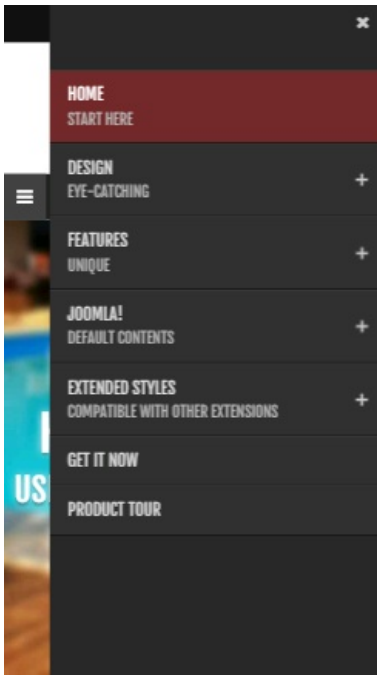 HOME
START HERE
DESIGN
EYE-CATCHING
FEATURES
UNIQUE
JOOMLA!
DEFAULT CONTENTS
EXTENDED STYLES
COMPATIBLE WITH OTHER EXTENSIONS
GET IT NOW
PRODUCT TOUR
US